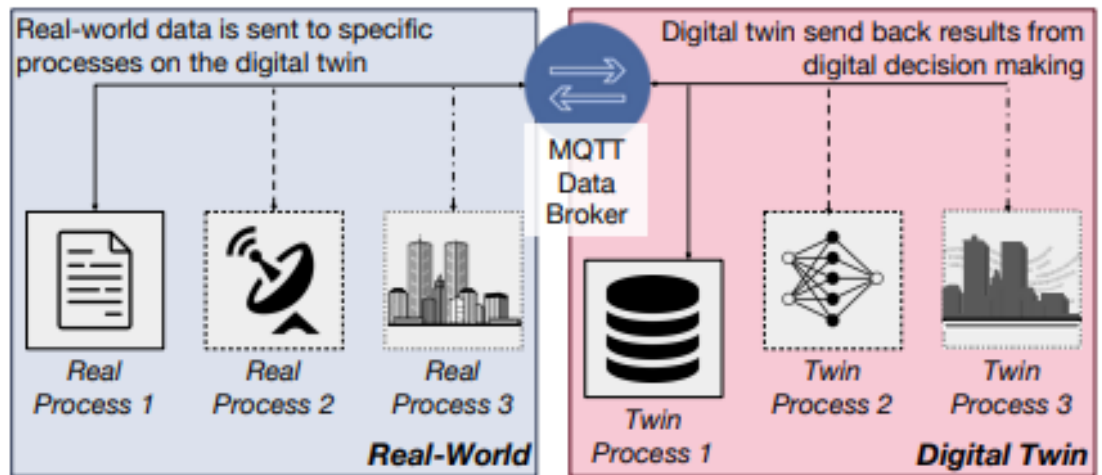 Real-world data is sent to specific
processes on the digital twin
Digital twin send back results from
digital decision making
MQTT
Data
Broker
Real
Process 1
Real
Process 2
Real
Process 3
Real-World
Twin
Process 1
Twin
Process 2
Twin
Process 3
Digital Twin